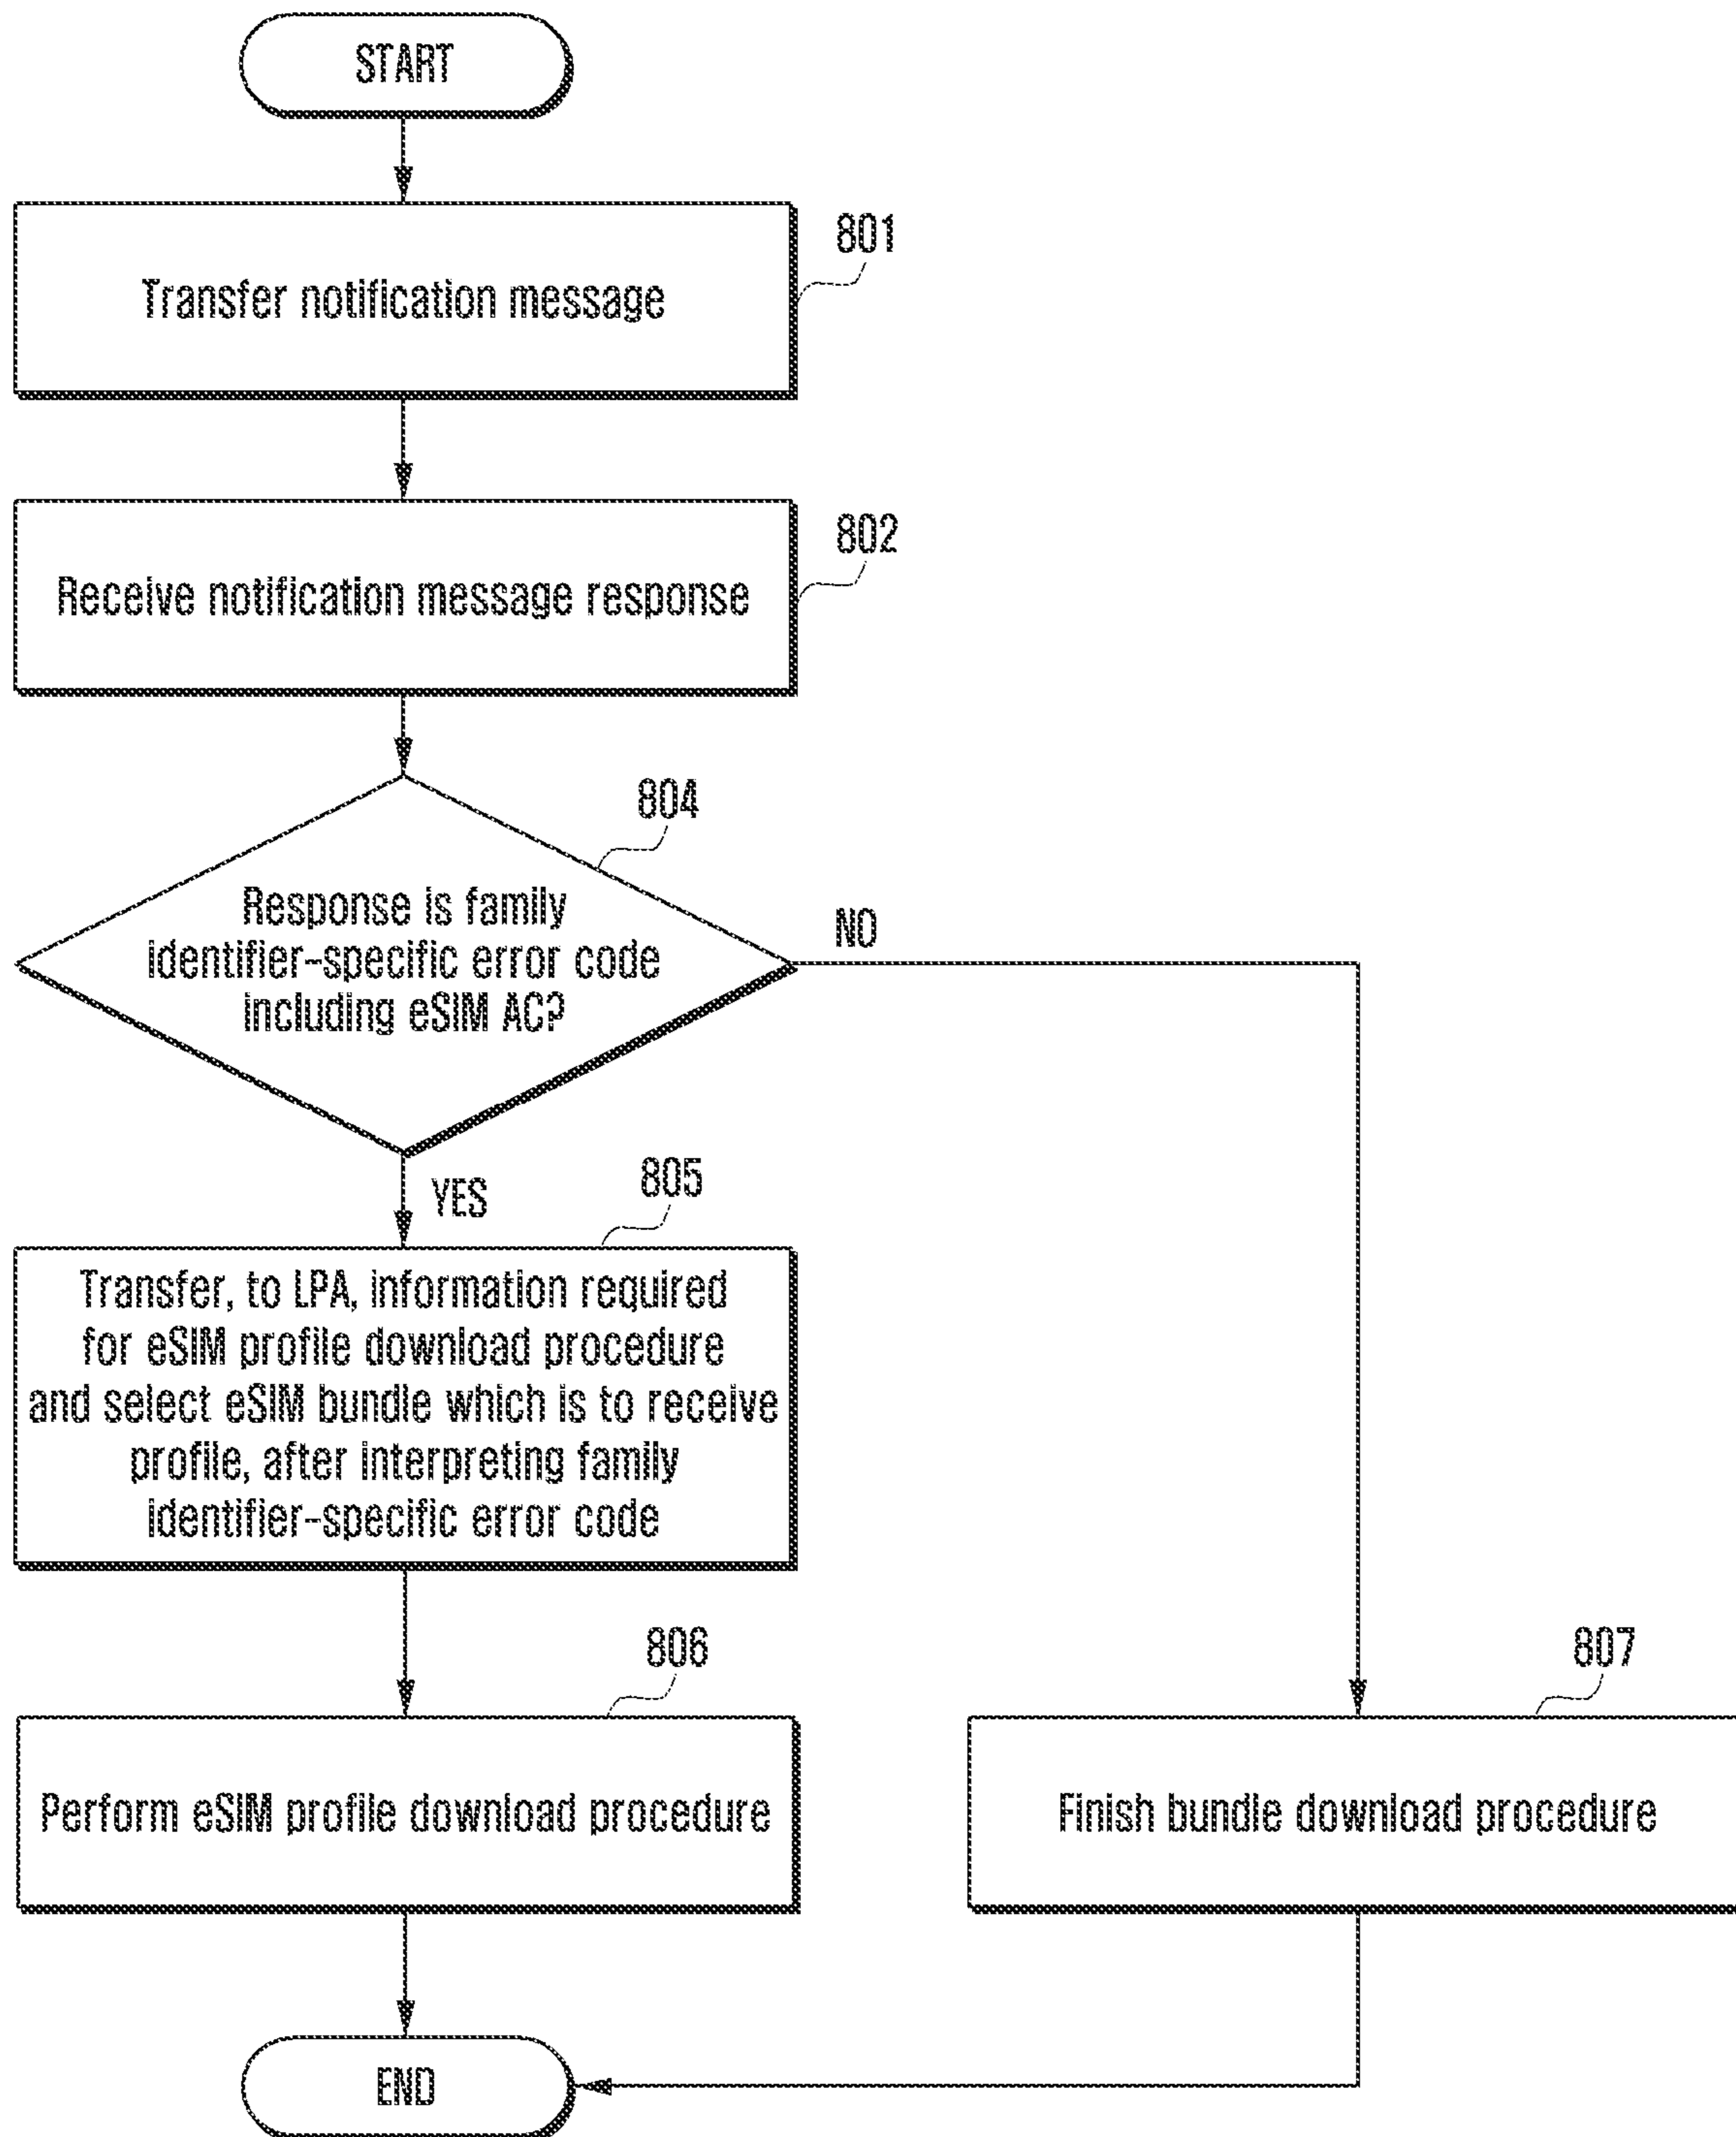 START
801
Transfer notification message
802
Receive notification message response
804
Response is family
identifier-specific error code
including eSIM AC?
NO
YES
805
Transfer, to LPA, information required
for eSIM profile download procedure
and select eSIM bundle which is to receive
profile, after interpreting family
identifier-specific error code
806
807
Perform eSIM profile download procedure
Finish bundle download procedure
END